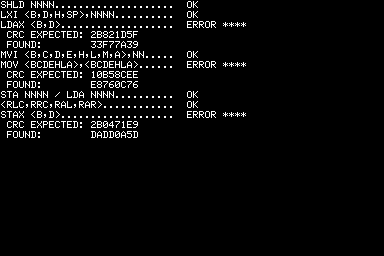 SHLD NNNN.................... OK
LXI <B,D,H,SP>,NNNN......... OK
LDAX <B,D>................... ERROR ****
CRC EXPECTED: 2B821D5F
FOUND: 33F77A39
MVI <B,C,D,E,H,L,M,A>,NN..... OK
MOV <BCDEHLA>,<BCDEHLA>...... ERROR ****
CRC EXPECTED: 10B58CEE
FOUND: E8760C76
STA NNNN / LDA NNNN.......... OK
<RLC,RRC,RAL,RAR>............ OK
STAX <B,D>................... ERROR ****
CRC EXPECTED: 2B0471E9
FOUND: DADD0A5D